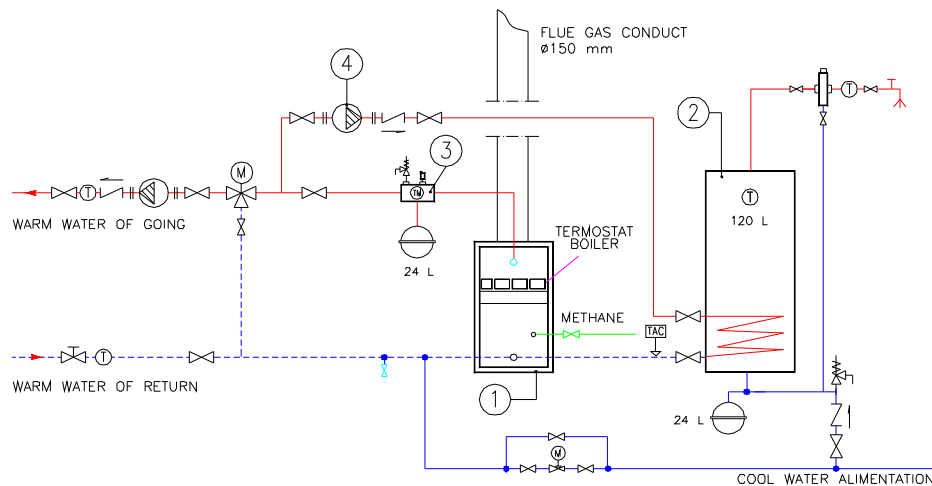 FLUE GAS CONDUCT
ø150 mm
4
2
T
3
M
T
TM
T
120 L
WARM WATER OF GOING
TERMOSTAT
BOILER
24 L
METHANE
TAC
T
WARM WATER OF RETURN
1
24 L
M
COOL WATER ALIMENTATION